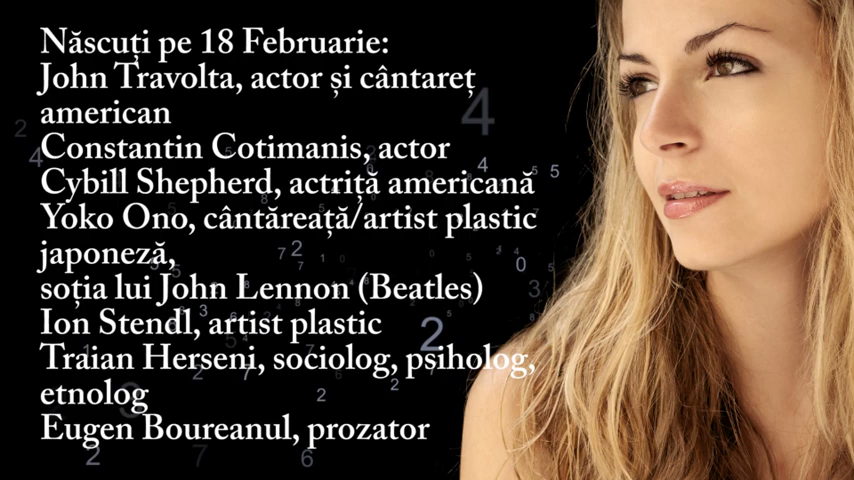 Născuți pe 18 Februarie:
John Travolta, actor și cântareț
american
Constantin Cotimanis, actor
Cybill Shepherd, actriță americană
Yoko Ono, cântăreață/artist plastic
japoneză,
soția lui John Lennon (Beatles)
Ion Stendl, artist plastic
Traian Herseni, sociolog, psiholog,
etnolog
Eugen Boureanul, prozator